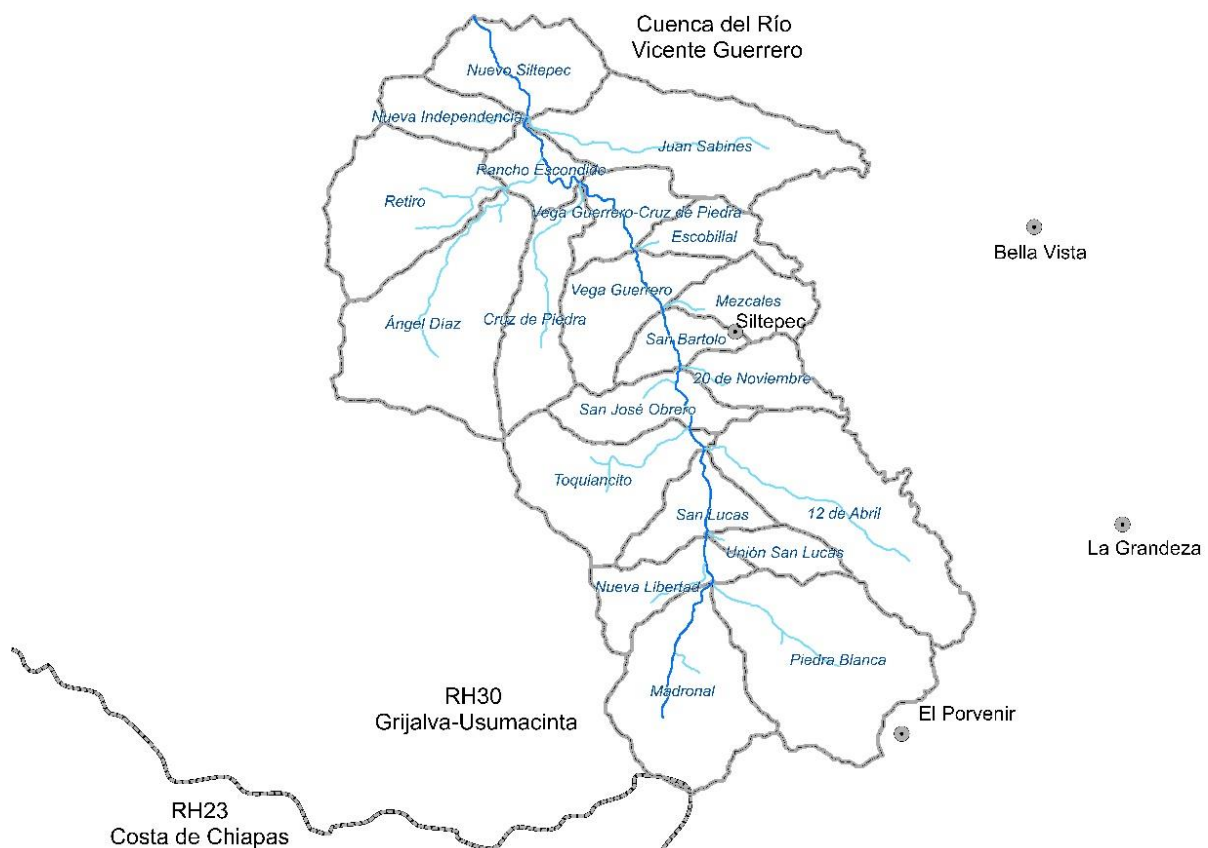 Cuenca del Río
Vicente Guerrero
Nuevo Siltepec
Nueva Independencia
Juan Sabines
Rancho Escondido
Retiro
Vega Guerrero-Cruz de Piedra
Escobillal
Bella Vista
Vega Guerrero
Mezcales
Ángel Díaz
Cruz de Piedra
Siltepec
San Bartolo
20 de Noviembre
San José Obrero
Toquiancito
San Lucas
12 de Abril
La Grandeza
Unión San Lucas
Nueva Libertad
Piedra Blanca
Madronal
RH30
Grijalva-Usumacinta
El Porvenir
RH23
Costa de Chiapas